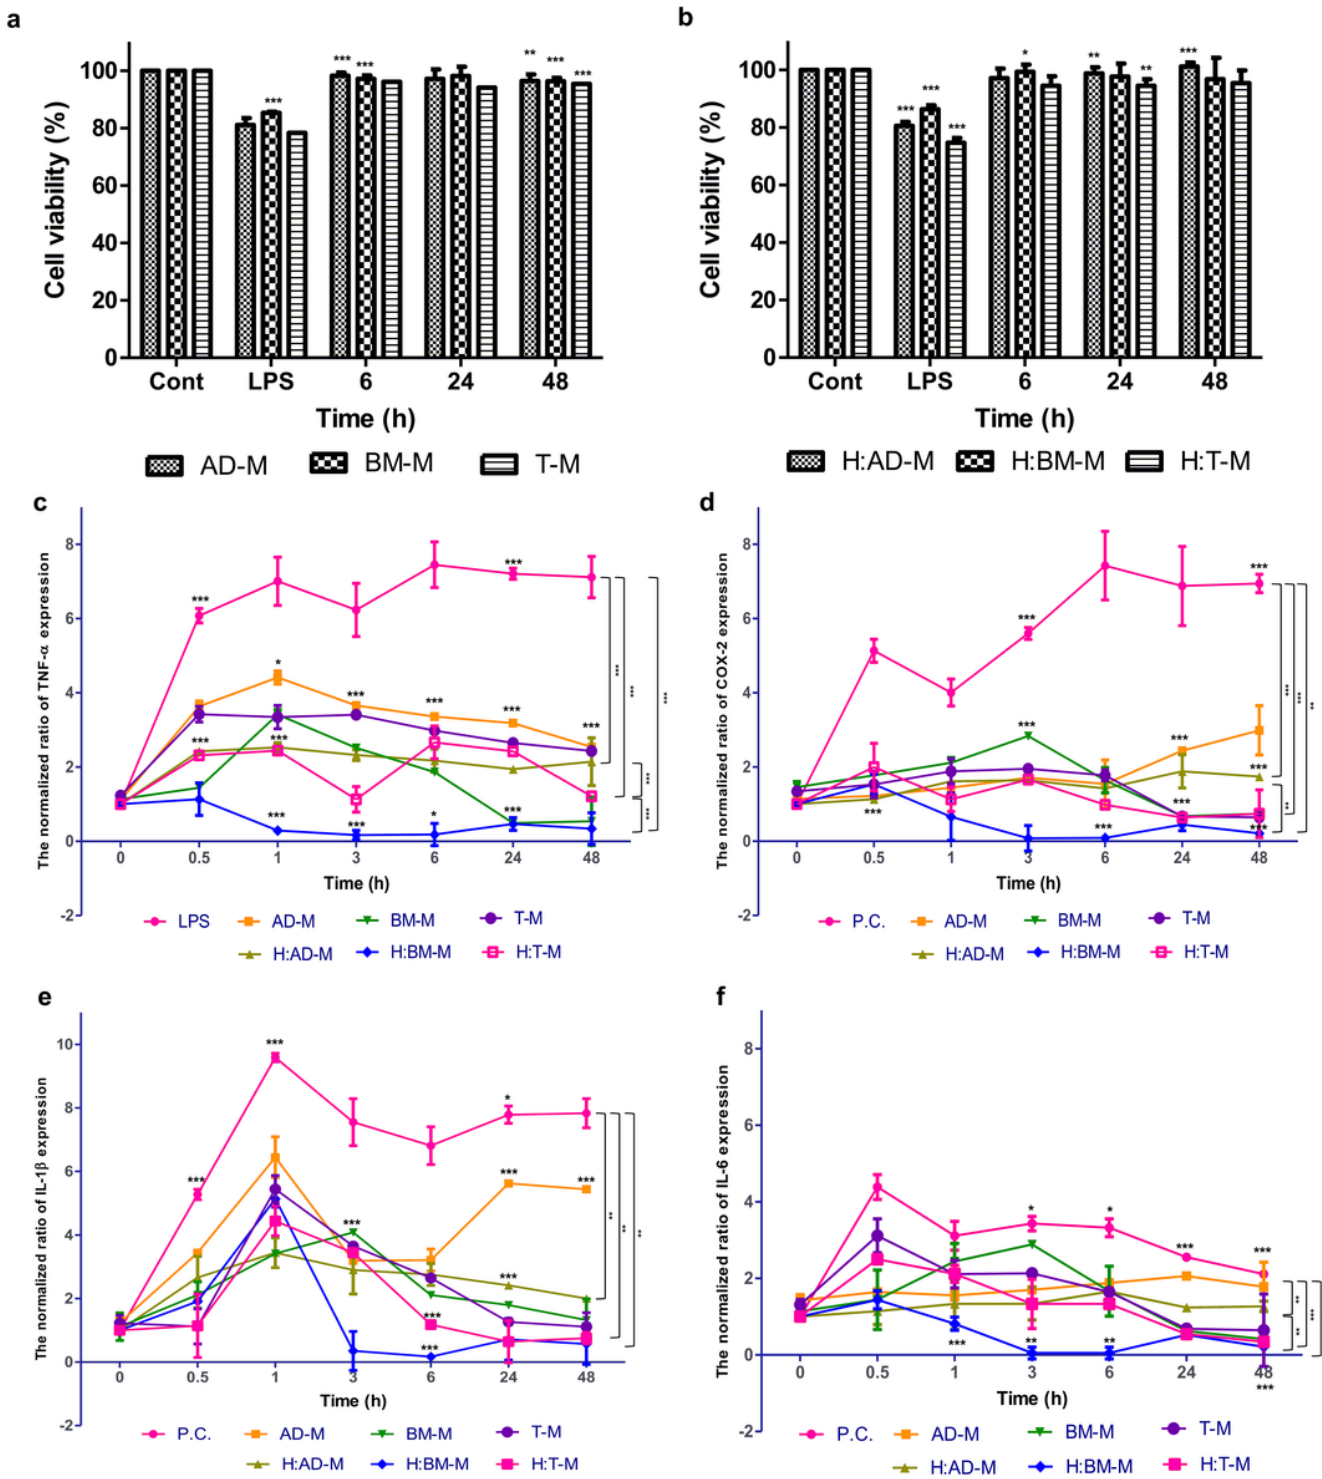 a
b
*** *** ** *** *** ***
* ** ** *** *** *** ***
100
80
60
40
20
0
Cell viability (%)
Cont LPS 6 24 48
Time (h)
AD-M BM-M T-M
100
80
60
40
20
0
Cell viability (%)
Cont LPS 6 24 48
Time (h)
H:AD-M H:BM-M H:T-M
c
The normalized ratio of TNF-α expression
8
6
4
2
0
-2
0 0.5 1 3 6 24 48
Time (h)
LPS AD-M BM-M T-M
H:AD-M H:BM-M H:T-M
d
The normalized ratio of COX-2 expression
8
6
4
2
0
-2
0 0.5 1 3 6 24 48
Time (h)
P.C. AD-M BM-M T-M
H:AD-M H:BM-M H:T-M
e
The normalized ratio of IL-1β expression
10
8
6
4
2
0
-2
0 0.5 1 3 6 24 48
Time (h)
P.C. AD-M BM-M T-M
H:AD-M H:BM-M H:T-M
f
The normalized ratio of IL-6 expression
8
6
4
2
0
-2
0 0.5 1 3 6 24 48
Time (h)
P.C. AD-M BM-M T-M
H:AD-M H:BM-M H:T-M